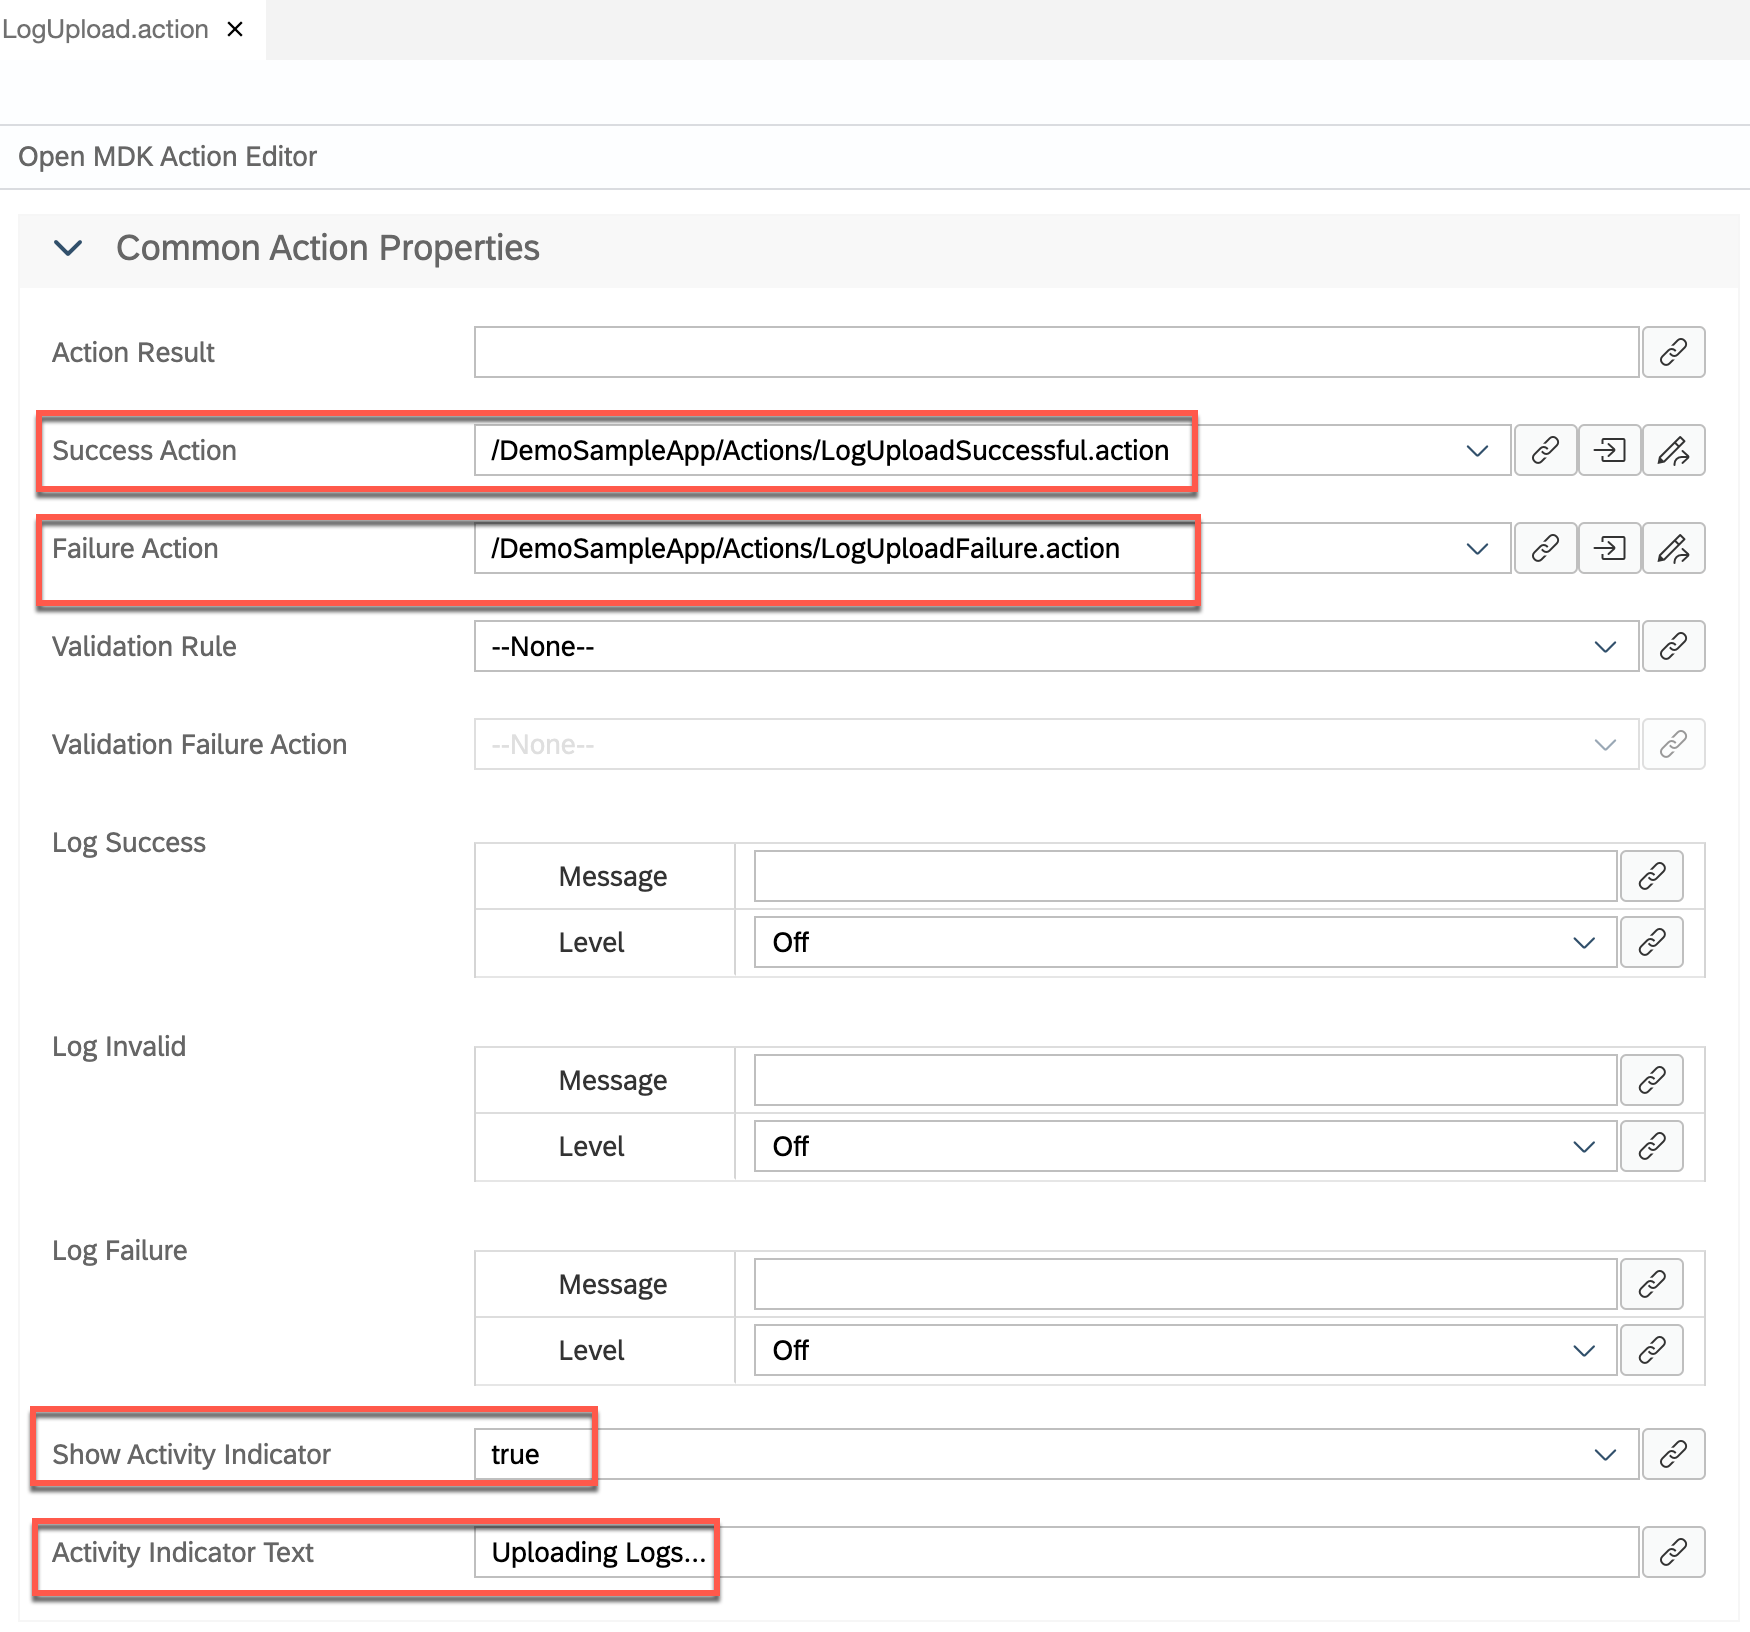 LogUpload.action
Open MDK Action Editor
Common Action Properties
Action Result
Success Action /DemoSampleApp/Actions/LogUploadSuccessful.action
Failure Action /DemoSampleApp/Actions/LogUploadFailure.action
Validation Rule --None--
Validation Failure Action --None--
Log Success
Message
Level Off
Log Invalid
Message
Level Off
Log Failure
Message
Level Off
Show Activity Indicator true
Activity Indicator Text Uploading Logs...